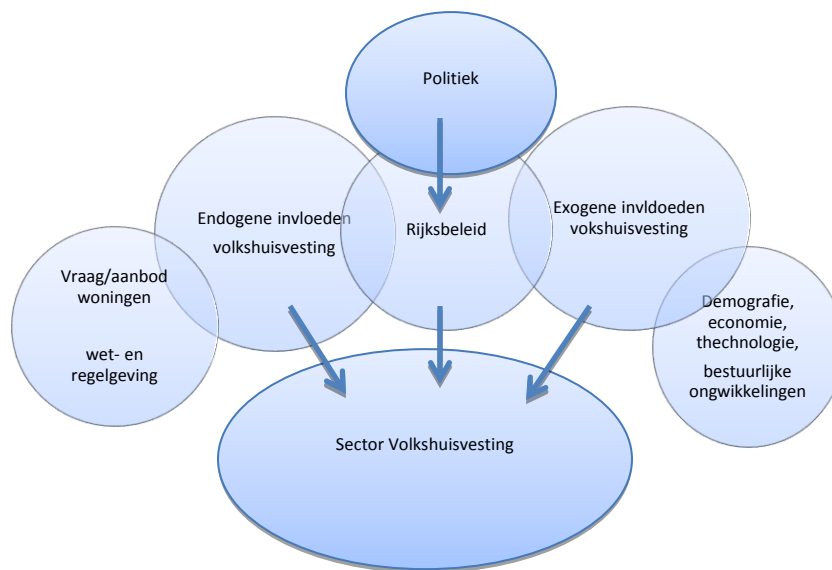 Politiek
Endogene invloeden
volkshuisvesting
Rijksbeleid
Exogene invldoeden
vokshuisvesting
Vraag/aanbod
woningen
wet- en
regelgeving
Demografie,
economie,
thechnologie,
bestuurlijke
ongwikkelingen
Sector Volkshuisvesting